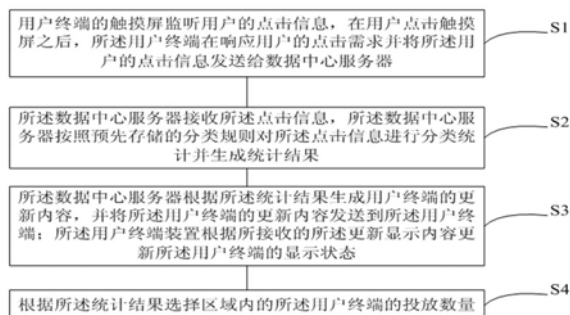 用户终端的触摸屏监听用户的点击信息，在用户点击触摸
屏之后，所述用户终端在响应用户的点击需求并将所述用
户的点击信息发送给数据中心服务器
S1
所述数据中心服务器接收所述点击信息，所述数据中心服
务器按照预先存储的分类规则对所述点击信息进行分类统
计并生成统计结果
S2
所述数据中心服务器根据所述统计结果生成用户终端的更
新内容，并将所述用户终端的更新内容发送到所述用户终
端；所述用户终端装置根据所接收的所述更新显示内容更
新所述用户终端的显示状态
S3
根据所述统计结果选择区域内的所述用户终端的投放数量
S4